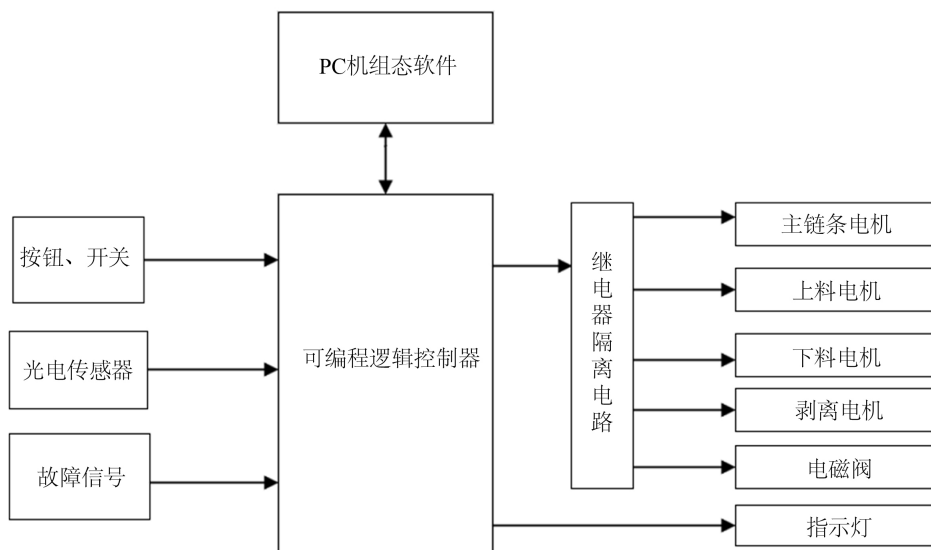 PC机组态软件
按钮、开关
光电传感器
故障信号
可编程逻辑控制器
继电器隔离电路
主链条电机
上料电机
下料电机
剥离电机
电磁阀
指示灯